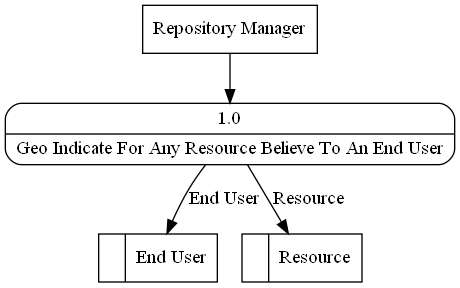 Repository Manager
1.0
Geo Indicate For Any Resource Believe To An End User
End User
Resource
End User
Resource